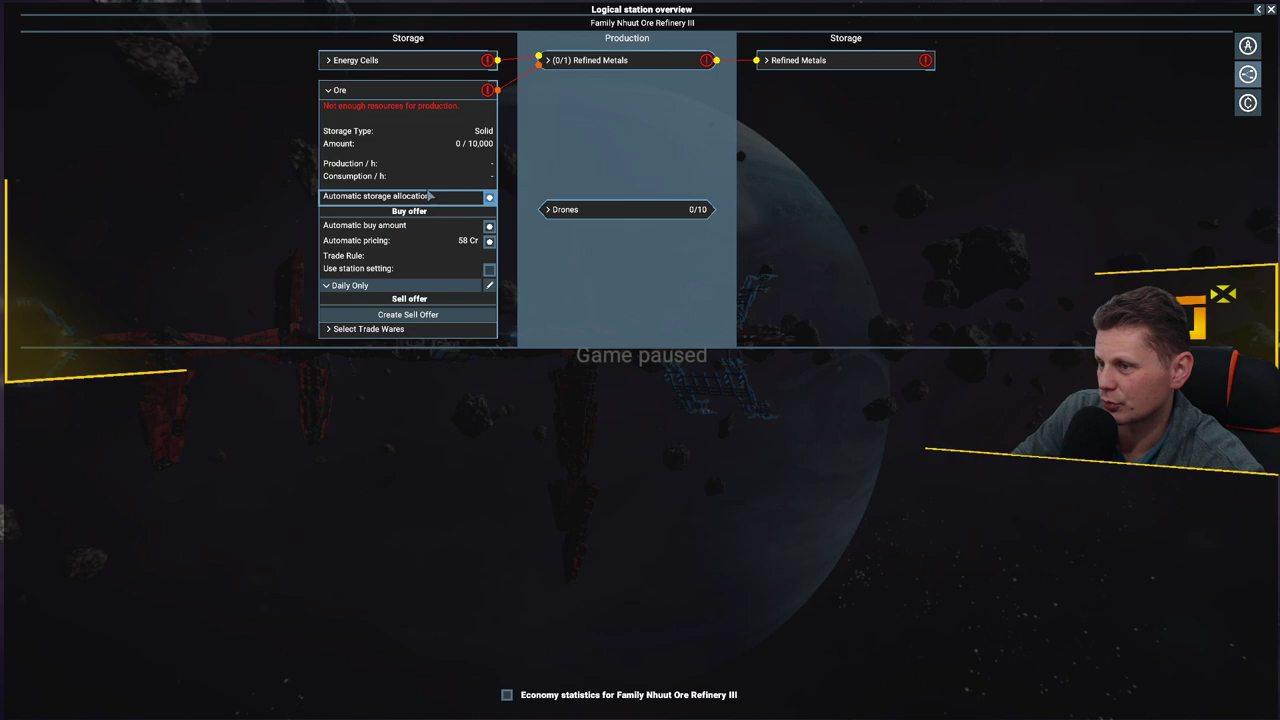 Logical station overview
Family Nhuut Ore Refinery III
Storage
Production
Storage
Energy Cells
(0/1) Refined Metals
Refined Metals
Ore
Not enough resources for production.
Storage Type: Solid
Amount: 0 / 10,000
Production / h: -
Consumption / h: -
Automatic storage allocation
Buy offer
Automatic buy amount
Automatic pricing: 58 Cr
Trade Rule:
Use station setting:
Daily Only
Sell offer
Create Sell Offer
Select Trade Wares
Drones 0/10
Game paused
Economy statistics for Family Nhuut Ore Refinery III